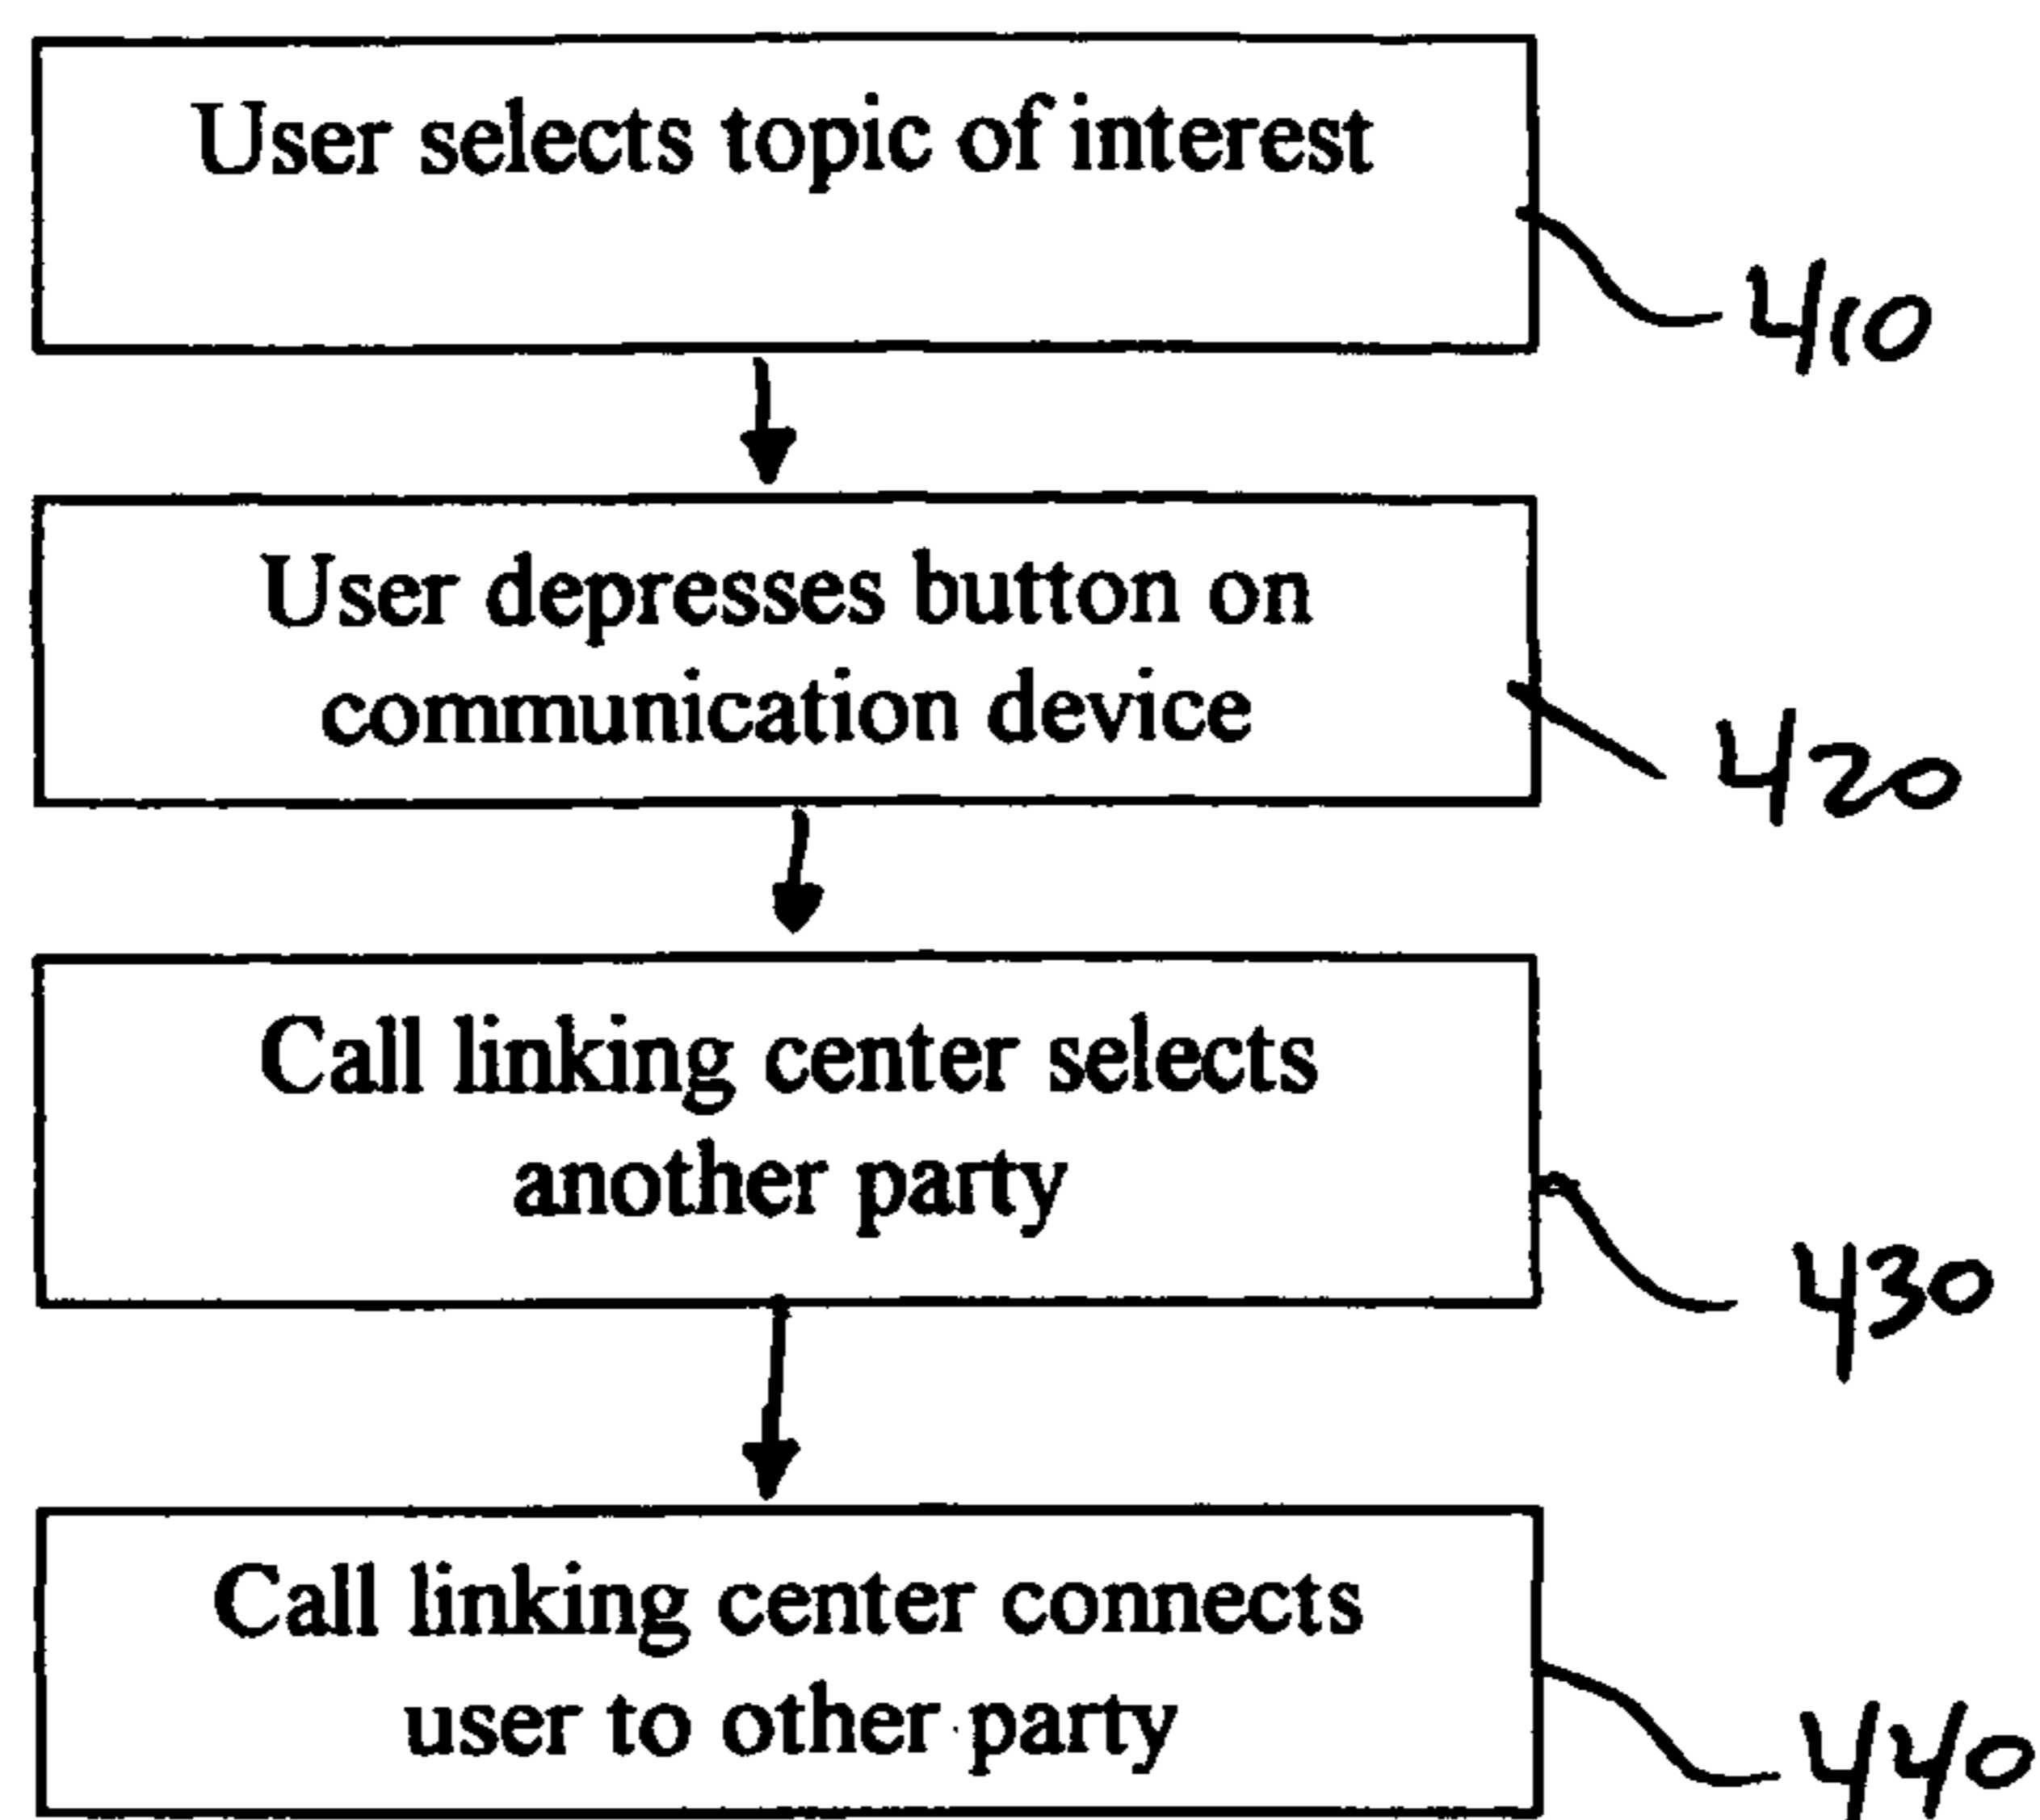 User selects topic of interest
410
User depresses button on
communication device
420
Call linking center selects
another party
430
Call linking center connects
user to other party
440